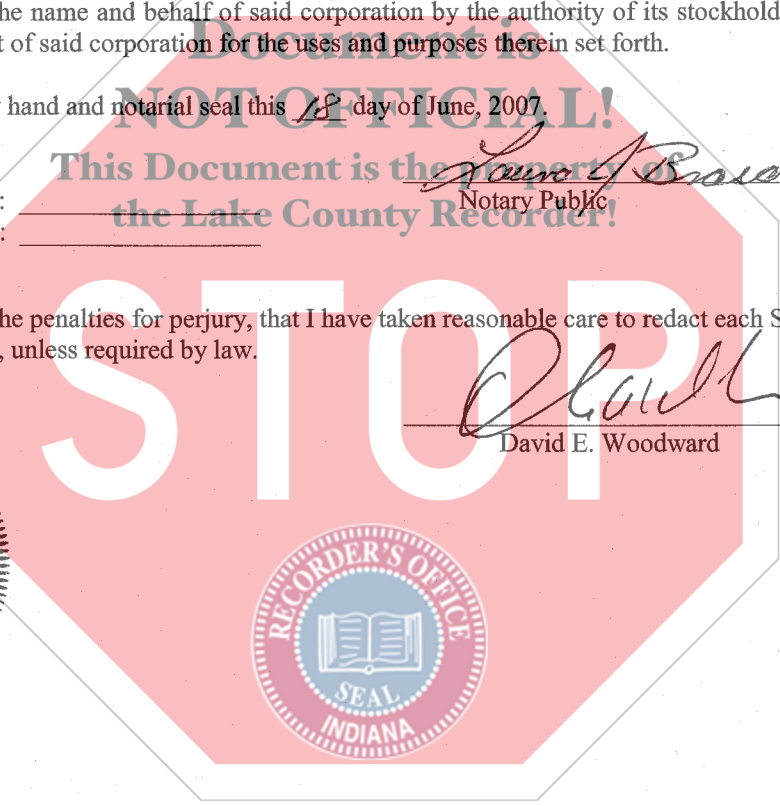 he name and behalf of said corporation by the authority of its stockhold
Document is
t of said corporation for the uses and purposes therein set forth.
hand and notarial seal this 18 day of June, 2007.
NOT OFFICIAL!
This Document is the property of
Notary Public
:
the Lake County Recorder!
:
STOP
he penalties for perjury, that I have taken reasonable care to redact each S
, unless required by law.
David E. Woodward
RECORDER'S OFFICE
SEAL
INDIANA